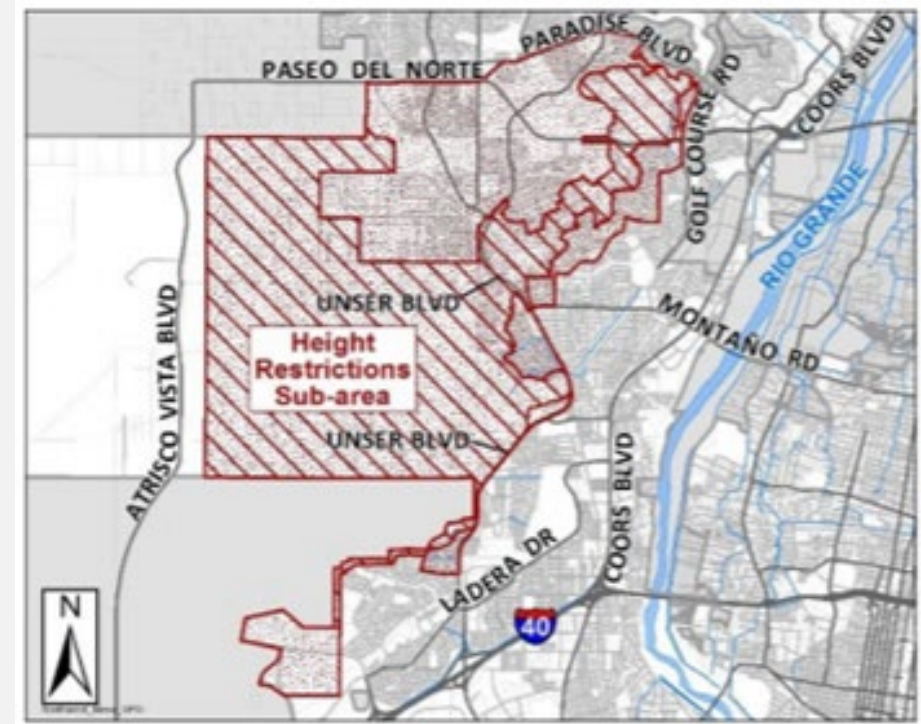 PARADISE BLVD
PASEO DEL NORTE
GOLF COURSE RD
COORS BLVD
RIO GRANDE
UNSER BLVD
MONTAÑO RD
Height
Restrictions
Sub-area
ATRISCO VISTA BLVD
UNSER BLVD
COORS BLVD
LADERA DR
40
N